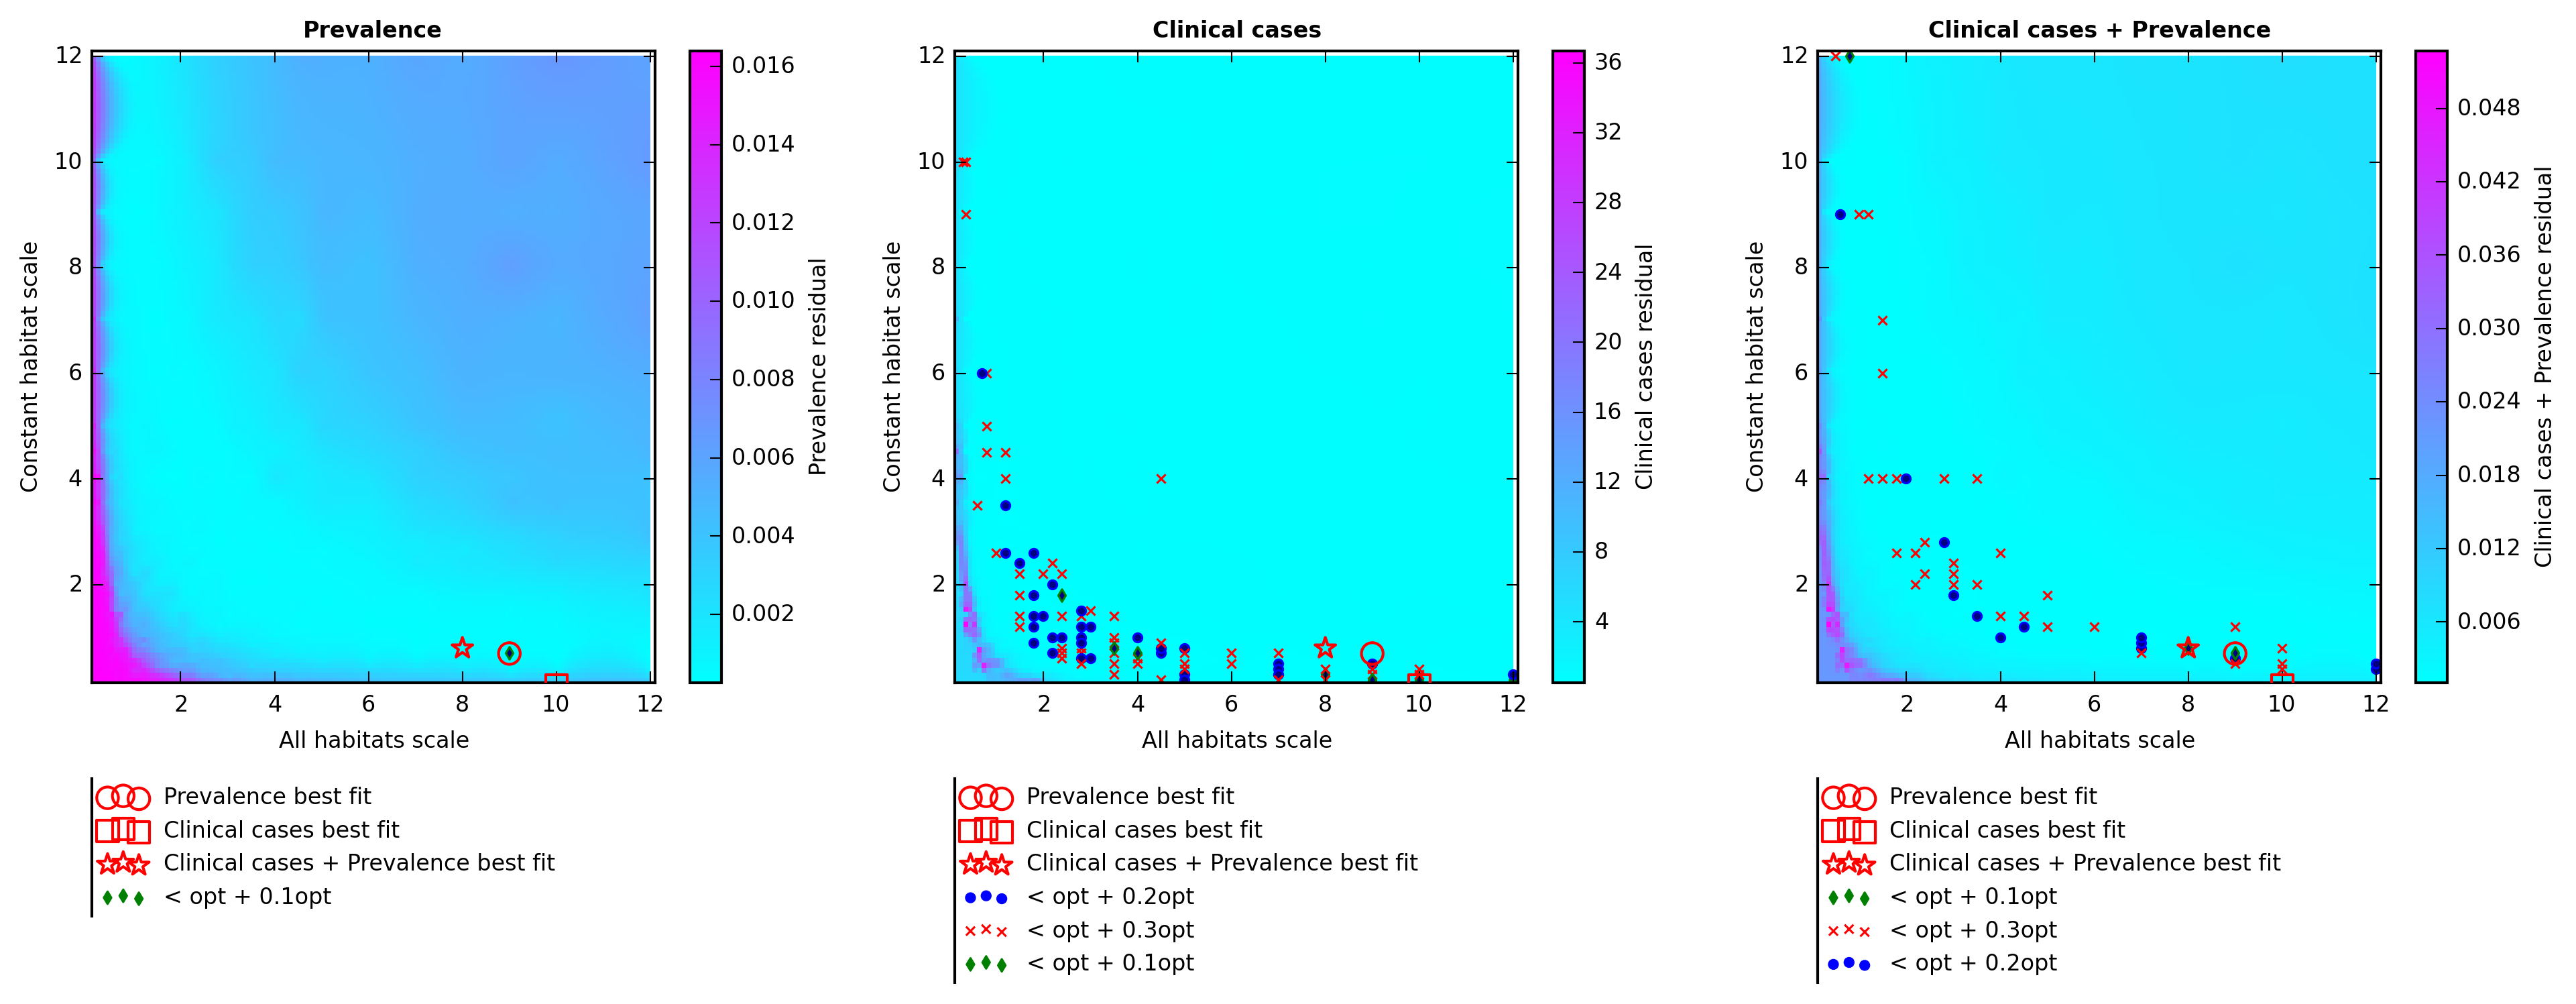 Prevalence
12
10
8
6
4
2
2 4 6 8 10 12
Constant habitat scale
All habitats scale
0.016
0.014
0.012
0.010
0.008
0.006
0.004
0.002
Prevalence residual
Prevalence best fit
Clinical cases best fit
Clinical cases + Prevalence best fit
< opt + 0.1opt
Clinical cases
12
10
8
6
4
2
2 4 6 8 10 12
Constant habitat scale
All habitats scale
36
32
28
24
20
16
12
8
4
Clinical cases residual
Prevalence best fit
Clinical cases best fit
Clinical cases + Prevalence best fit
< opt + 0.2opt
< opt + 0.3opt
< opt + 0.1opt
Clinical cases + Prevalence
12
10
8
6
4
2
2 4 6 8 10 12
Constant habitat scale
All habitats scale
0.048
0.042
0.036
0.030
0.024
0.018
0.012
0.006
Clinical cases + Prevalence residual
Prevalence best fit
Clinical cases best fit
Clinical cases + Prevalence best fit
< opt + 0.1opt
< opt + 0.3opt
< opt + 0.2opt